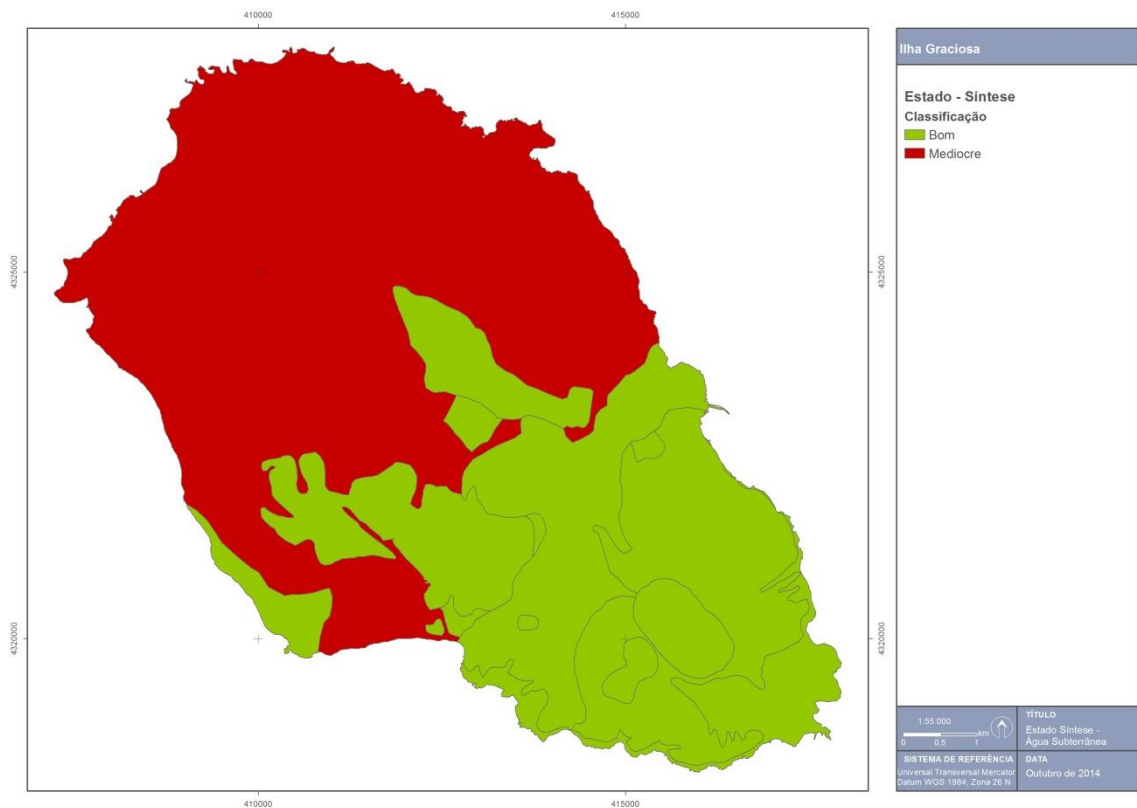 410000
415000
4325000
4325000
4320000
4320000
410000
415000
Ilha Graciosa
Estado - Síntese
Classificação
Bom
Mediocre
1:55.000
km
0 0,5 1
TÍTULO
Estado Síntese -
Água Subterrânea
SISTEMA DE REFERÊNCIA
Universal Transversal Mercator
Datum WGS 1984, Zona 26 N
DATA
Outubro de 2014